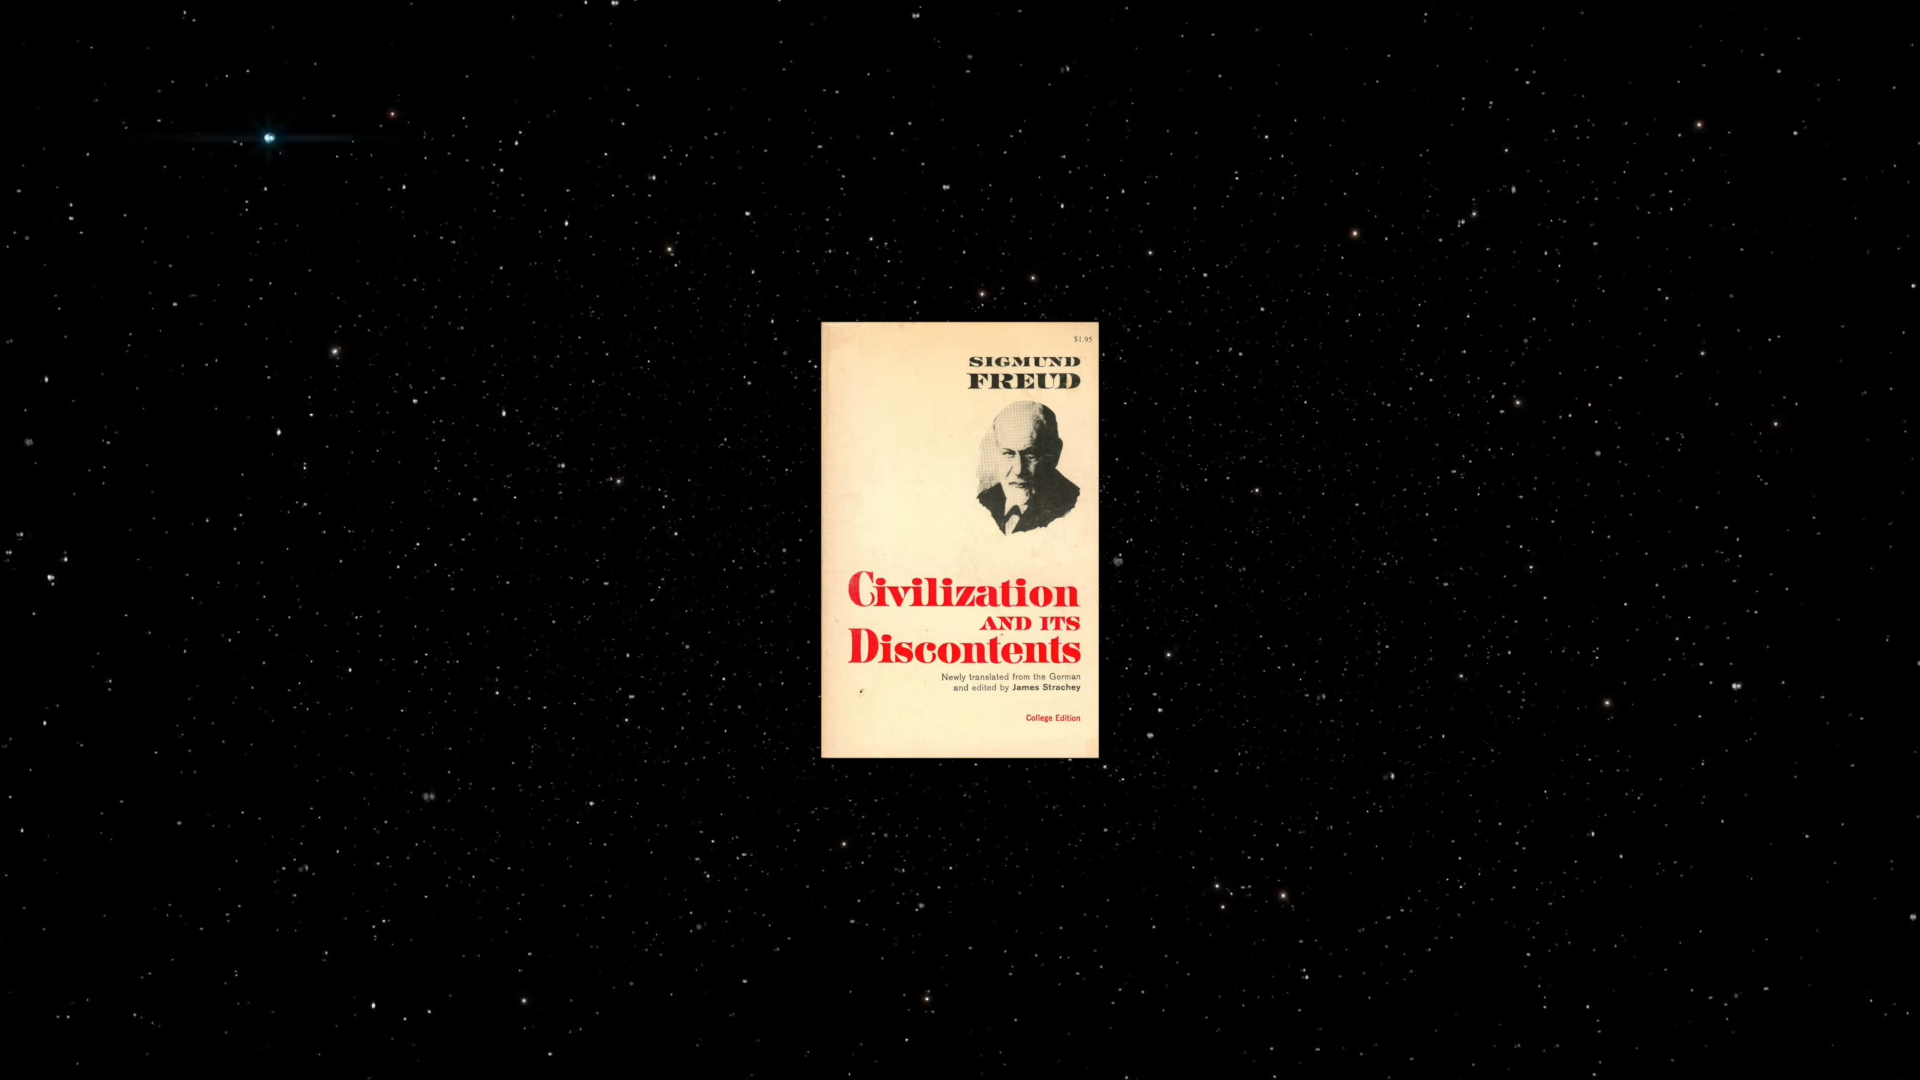 $1.95
SIGMUND
FREUD
Civilization
AND ITS
Discontents
Newly translated from the German
and edited by James Strachey
College Edition